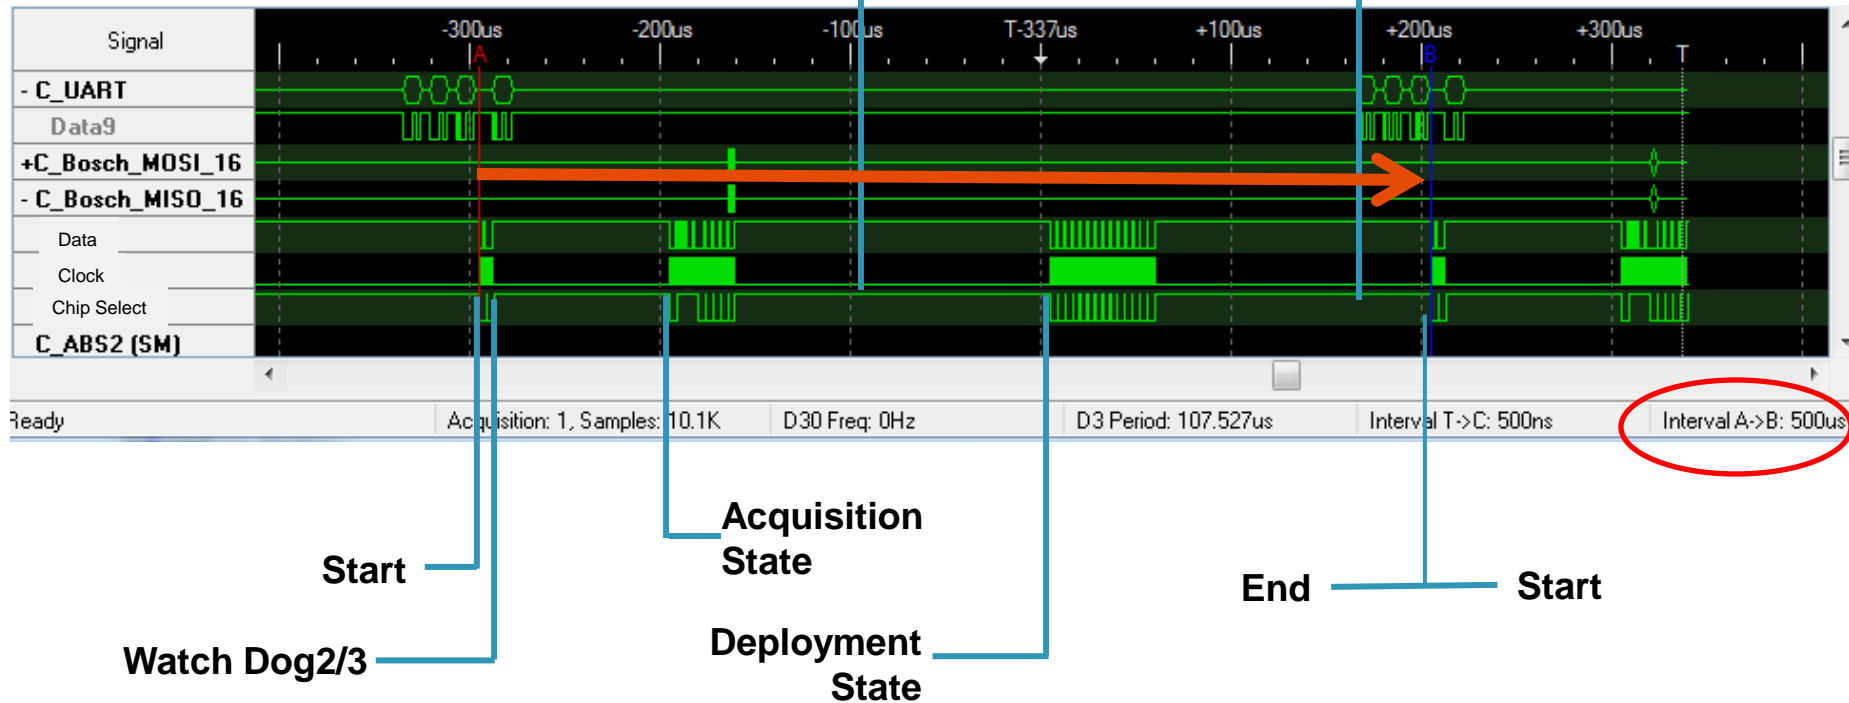 Signal
-300us -200us -100us T-337us +100us +200us +300us
A B T
- C_UART
Data9
+C_Bosch_MOSI_16
- C_Bosch_MISO_16
Data
Clock
Chip Select
C_ABS2 (SM)
Ready Acquisition: 1, Samples: 10.1K D30 Freq: 0Hz D3 Period: 107.527us Interval T->C: 500ns Interval A->B: 500us
Acquisition
State
Start
End Start
Watch Dog2/3
Deployment
State